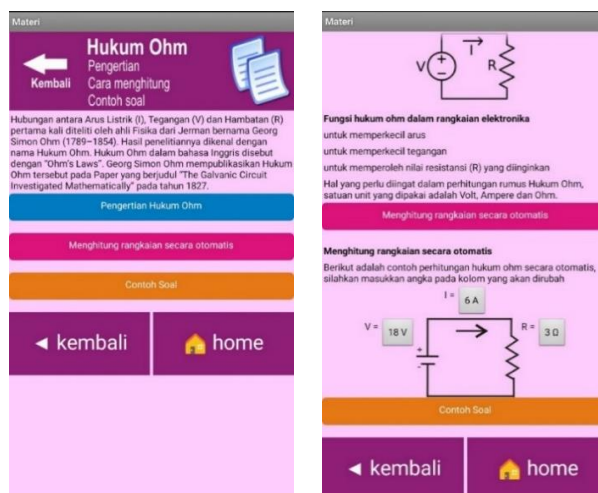 Materi
Hukum Ohm
Pengertian
Kembali
Cara menghitung
Contoh soal
Hubungan antara Arus Listrik (I), Tegangan (V) dan Hambatan (R)
pertama kali diteliti oleh ahli Fisika dari Jerman bernama Georg
Simon Ohm (1789–1854). Hasil penelitiannya dikenal dengan
nama Hukum Ohm. Hukum Ohm dalam bahasa Inggris disebut
dengan "Ohm's Laws". Georg Simon Ohm mempublikasikan Hukum
Ohm tersebut pada Paper yang berjudul "The Galvanic Circuit
Investigated Mathematically" pada tahun 1827.
Pengertian Hukum Ohm
Menghitung rangkaian secara otomatis
Contoh Soal
◄ kembali
home
Materi
I
V
+
−
R
Fungsi hukum ohm dalam rangkaian elektronika
untuk memperkecil arus
untuk memperkecil tegangan
untuk memperoleh nilai resistansi (R) yang diinginkan
Hal yang perlu diingat dalam perhitungan rumus Hukum Ohm,
satuan unit yang dipakai adalah Volt, Ampere dan Ohm.
Menghitung rangkaian secara otomatis
Menghitung rangkaian secara otomatis
Berikut adalah contoh perhitungan hukum ohm secara otomatis,
silahkan masukkan angka pada kolom yang akan dirubah
I = 6 A
V = 18 V
R = 3 Ω
+
-
Contoh Soal
◄ kembali
home